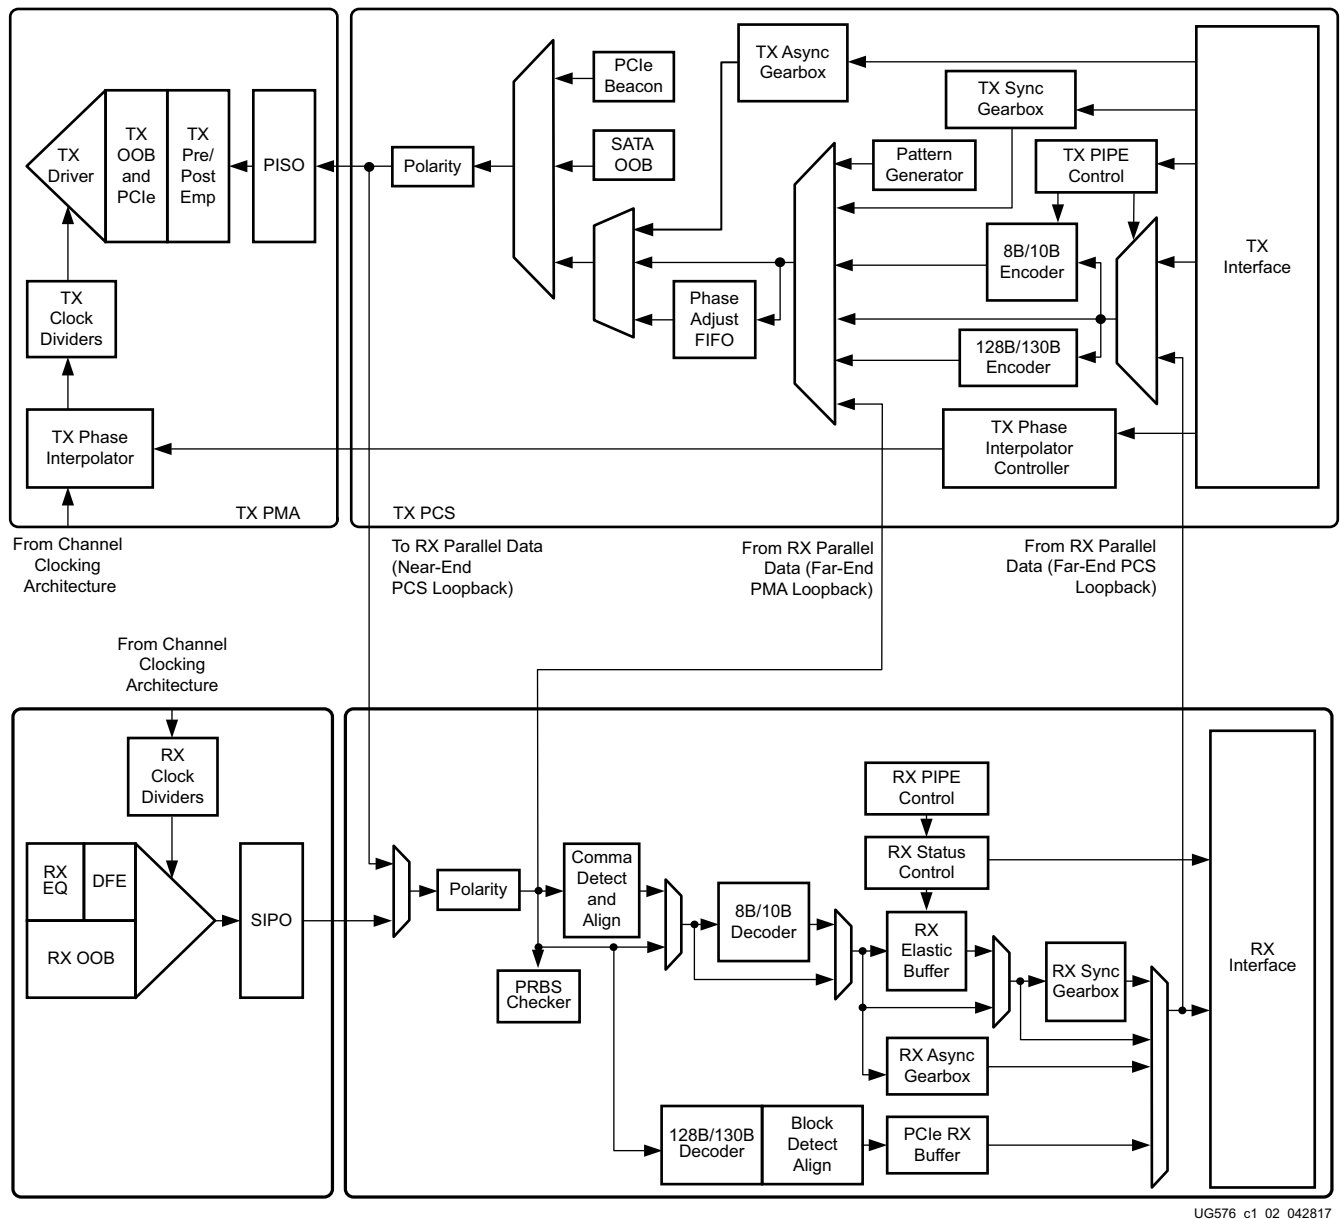 TX Async
Gearbox
PCIe
Beacon
TX Sync
Gearbox
TX
Driver
TX
OOB
and
PCIe
TX
Pre/
Post
Emp
PISO
Polarity
SATA
OOB
Pattern
Generator
TX PIPE
Control
TX
Interface
8B/10B
Encoder
TX
Clock
Dividers
Phase
Adjust
FIFO
128B/130B
Encoder
TX Phase
Interpolator
TX Phase
Interpolator
Controller
TX PMA
TX PCS
From Channel
Clocking
Architecture
To RX Parallel Data
(Near-End
PCS Loopback)
From RX Parallel
Data (Far-End
PMA Loopback)
From RX Parallel
Data (Far-End PCS
Loopback)
From Channel
Clocking
Architecture
RX
Clock
Dividers
RX PIPE
Control
RX Status
Control
RX
EQ
DFE
RX OOB
SIPO
Polarity
Comma
Detect
and
Align
8B/10B
Decoder
RX
Elastic
Buffer
RX Sync
Gearbox
RX
Interface
PRBS
Checker
RX Async
Gearbox
128B/130B
Decoder
Block
Detect
Align
PCIe RX
Buffer
UG576_c1_02_042817